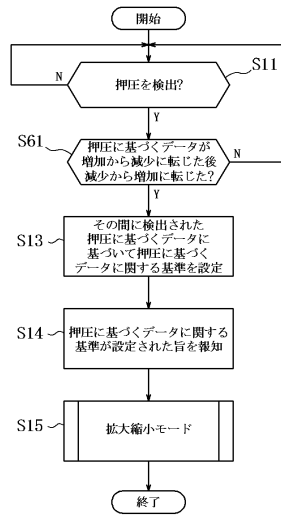 開始
S11
押圧を検出?
N
Y
S61
押圧に基づくデータが
増加から減少に転じた後
減少から増加に転じた?
N
Y
S13
その間に検出された
押圧に基づくデータに
基づいて押圧に基づく
データに関する基準を設定
S14
押圧に基づくデータに関する
基準が設定された旨を報知
S15
拡大縮小モード
終了